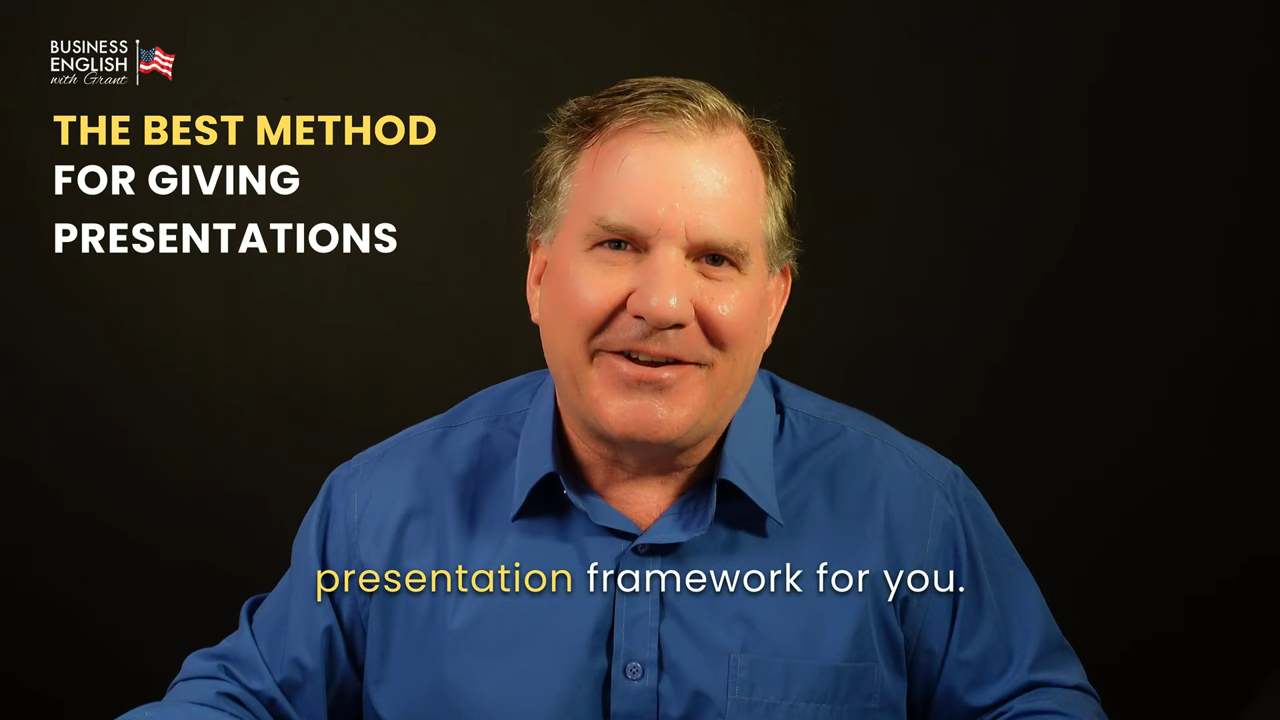 BUSINESS
ENGLISH
with Grant
THE BEST METHOD
FOR GIVING
PRESENTATIONS
presentation framework for you.